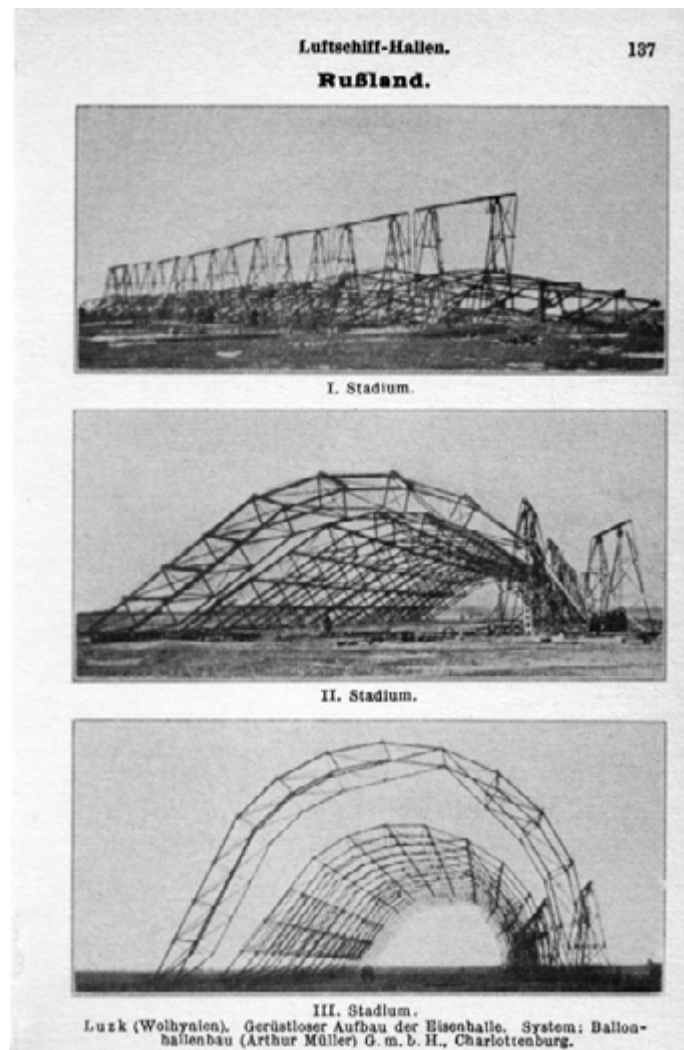 Luftschiff-Hallen.
137
Rußland.
I. Stadium.
II. Stadium.
III. Stadium.
Luzk (Wolhynien). Gerüstloser Aufbau der Eisenhalle. System: Ballon-
hallenbau (Arthur Müller) G. m. b. H., Charlottenburg.